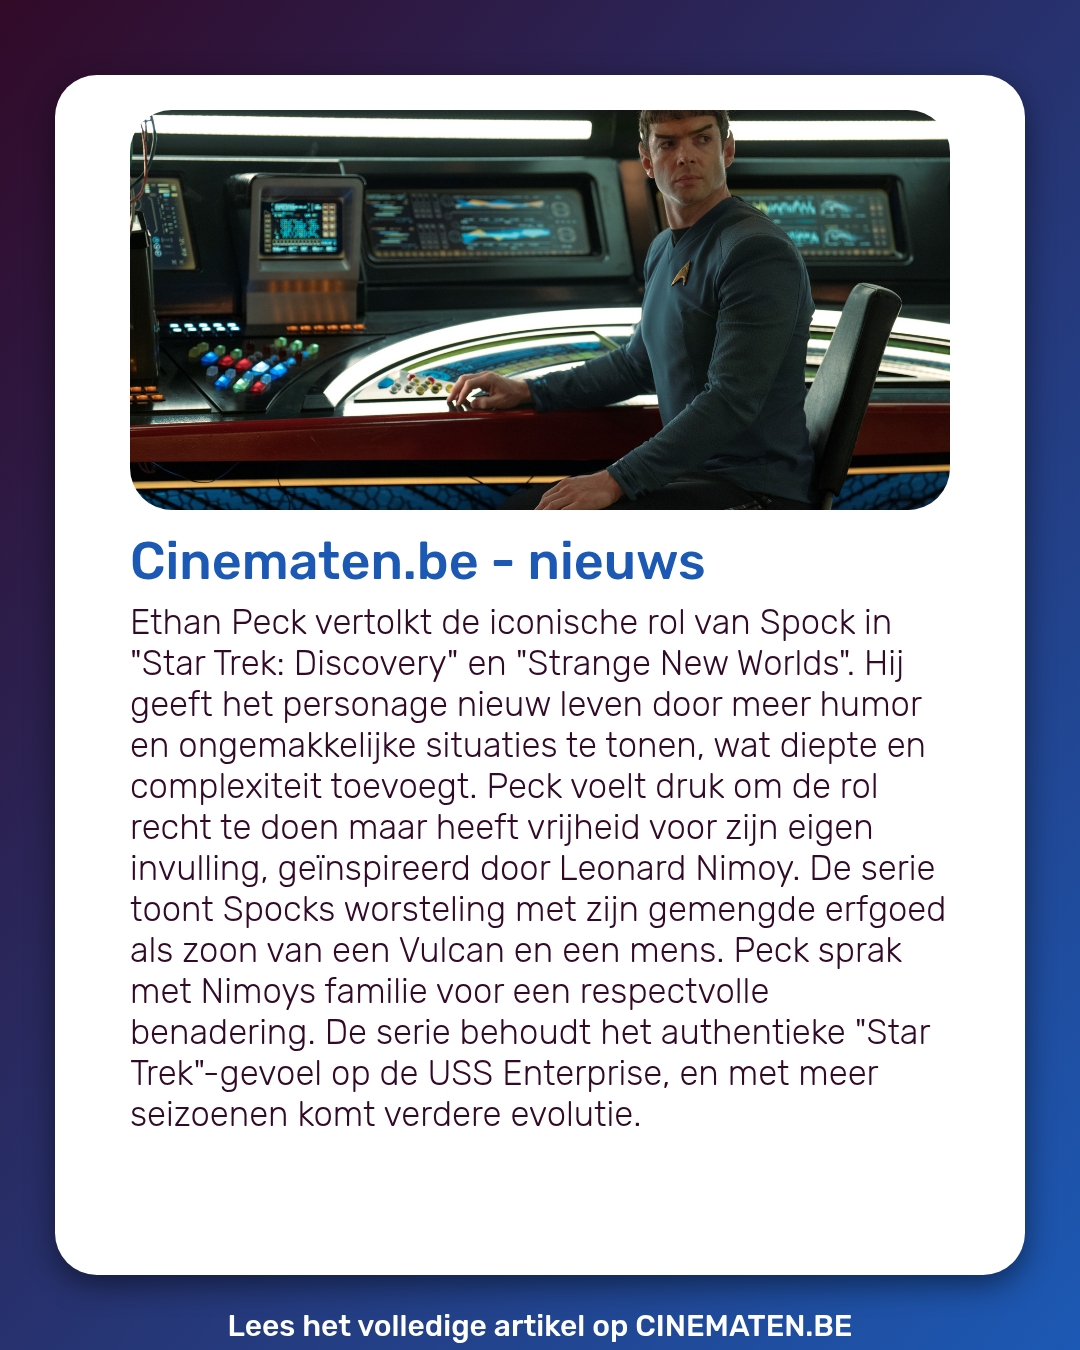 Cinematen.be - nieuws
Ethan Peck vertolkt de iconische rol van Spock in
"Star Trek: Discovery" en "Strange New Worlds". Hij
geeft het personage nieuw leven door meer humor
en ongemakkelijke situaties te tonen, wat diepte en
complexiteit toevoegt. Peck voelt druk om de rol
recht te doen maar heeft vrijheid voor zijn eigen
invulling, geïnspireerd door Leonard Nimoy. De serie
toont Spocks worsteling met zijn gemengde erfgoed
als zoon van een Vulcan en een mens. Peck sprak
met Nimoys familie voor een respectvolle
benadering. De serie behoudt het authentieke "Star
Trek"-gevoel op de USS Enterprise, en met meer
seizoenen komt verdere evolutie.
Lees het volledige artikel op CINEMATEN.BE